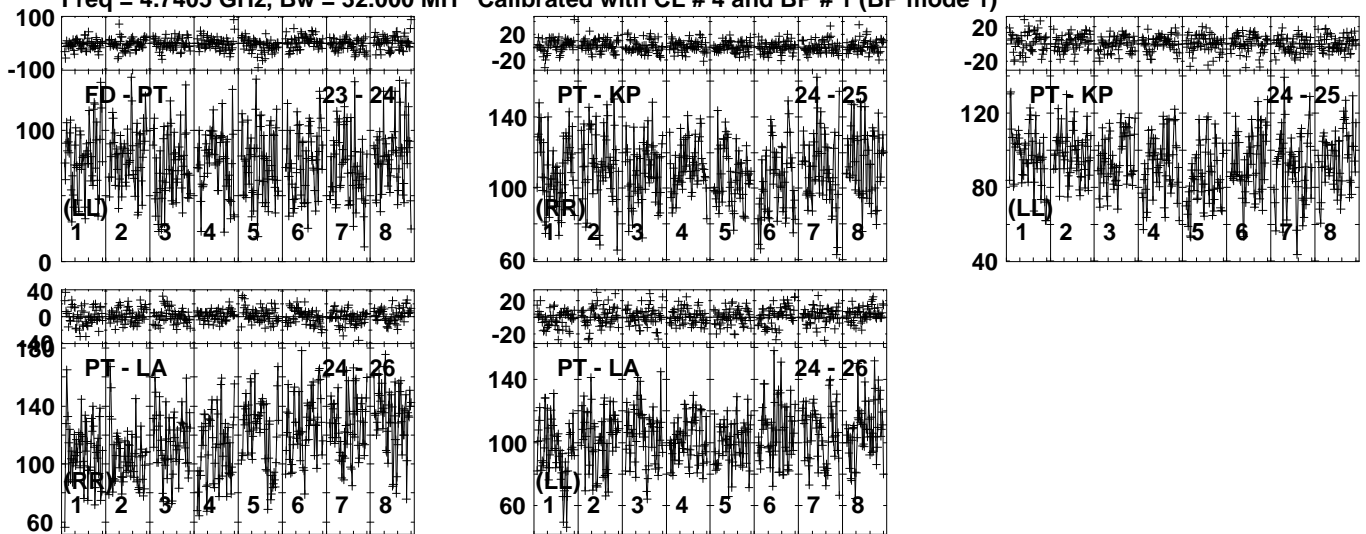 Freq = 4.7405 GHz, Bw = 32.000 MH Calibrated with CL # 4 and BP # 1 (BP mode 1)
100
-100
FD - PT 23 - 24
100
(LL)
1 2 3 4 5 6 7 8
0
20
-20
PT - KP 24 - 25
140
100
(RR)
1 2 3 4 5 6 7 8
60
20
-20
PT - KP 24 - 25
120
80
(LL)
1 2 3 4 5 6 7 8
40
40
0
-40
180
PT - LA 24 - 26
140
100
(RR)
1 2 3 4 5 6 7 8
60
20
-20
PT - LA 24 - 26
140
100
(LL)
1 2 3 4 5 6 7 8
60